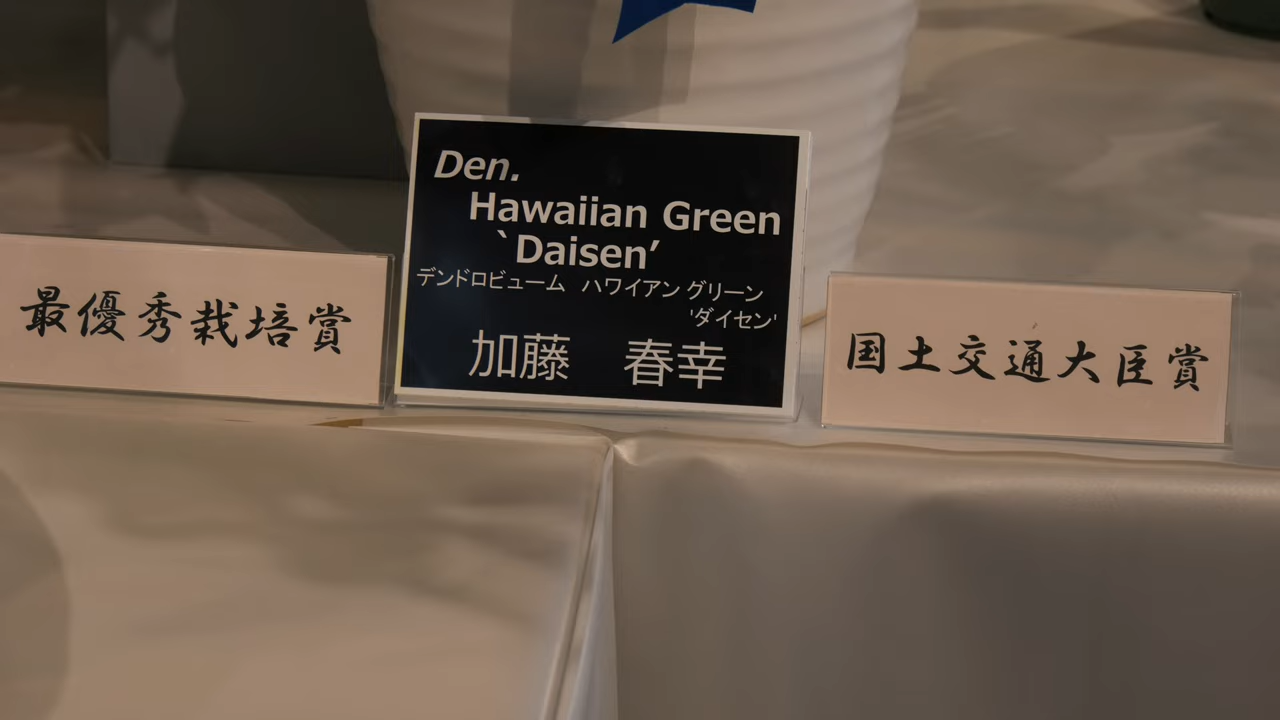 最優秀栽培賞
Den.
Hawaiian Green
`Daisen’
デンドロビューム ハワイアン グリーン
'ダイセン'
加藤 春幸
国土交通大臣賞